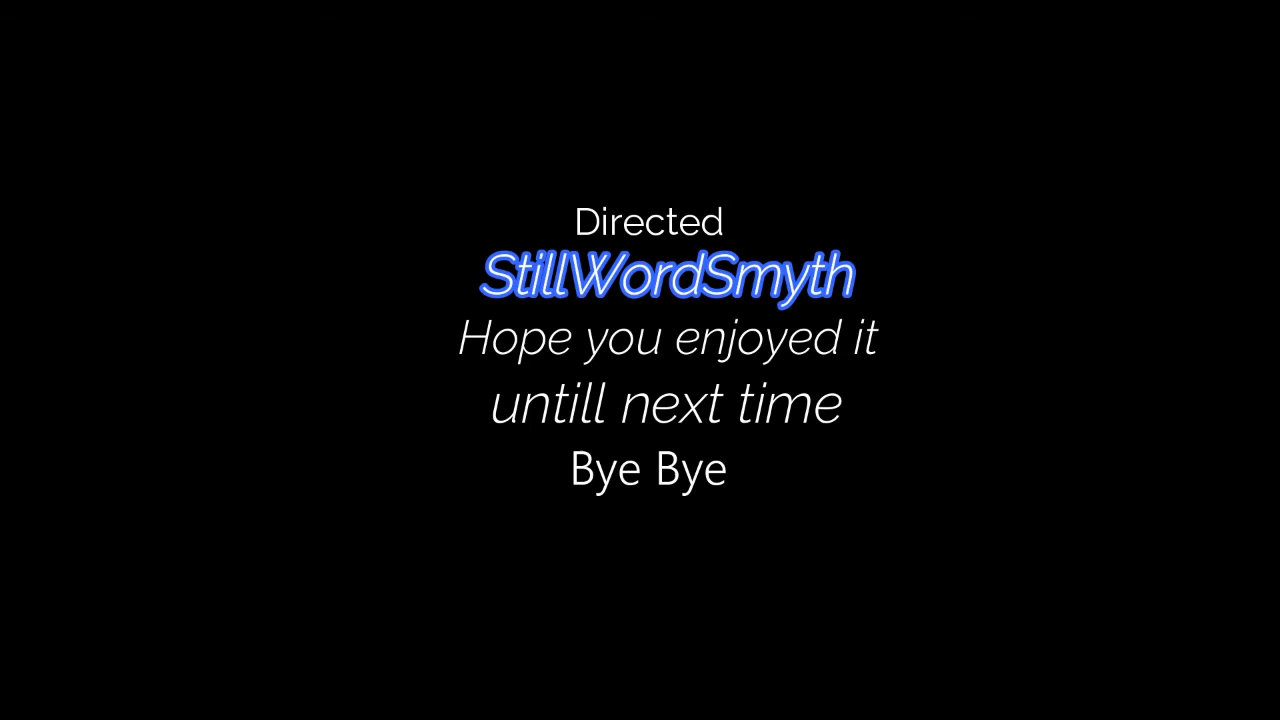 Directed
StillWordSmyth
Hope you enjoyed it
untill next time
Bye Bye